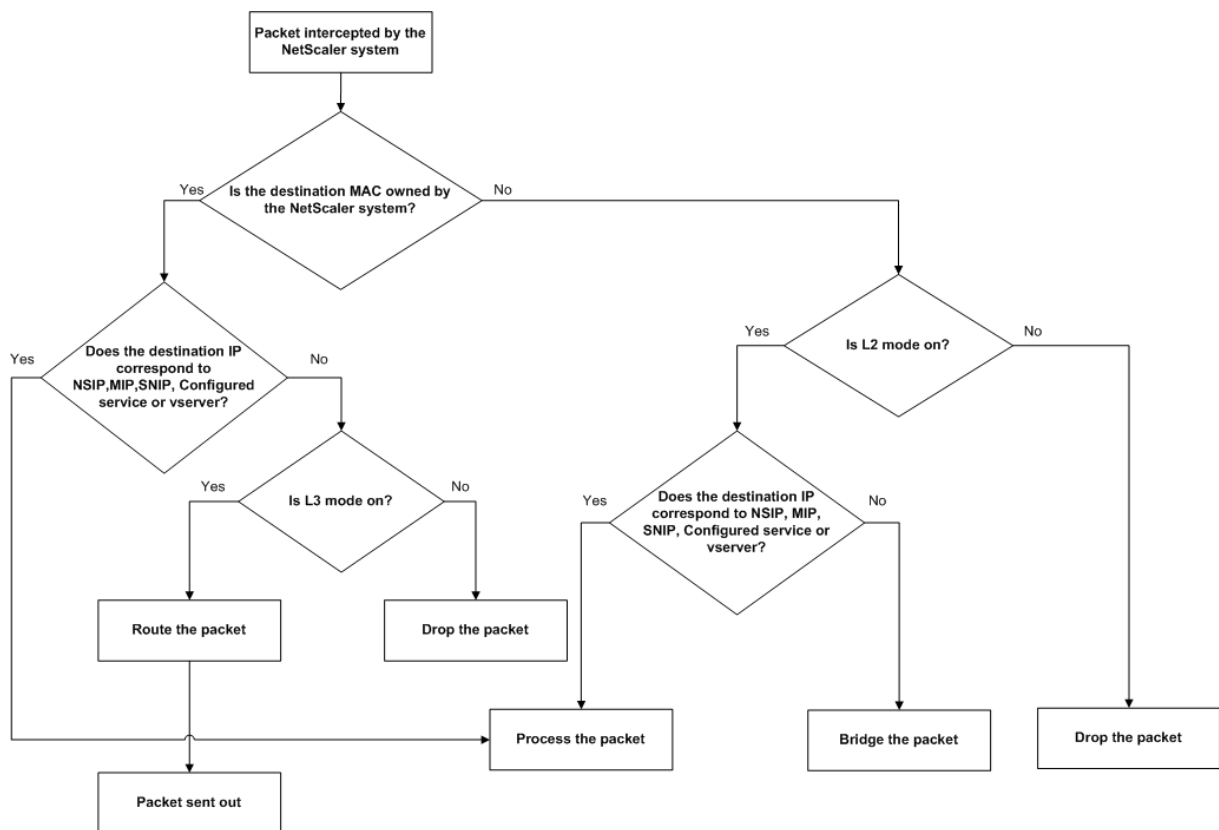 Packet intercepted by the
NetScaler system
Yes
Is the destination MAC owned by
the NetScaler system?
No
Yes
Does the destination IP
correspond to
NSIP,MIP,SNIP, Configured
service or vserver?
No
Yes
Is L2 mode on?
No
Yes
Is L3 mode on?
No
Yes
Does the destination IP
correspond to NSIP, MIP,
SNIP, Configured service or
vserver?
No
Route the packet
Drop the packet
Process the packet
Bridge the packet
Drop the packet
Packet sent out